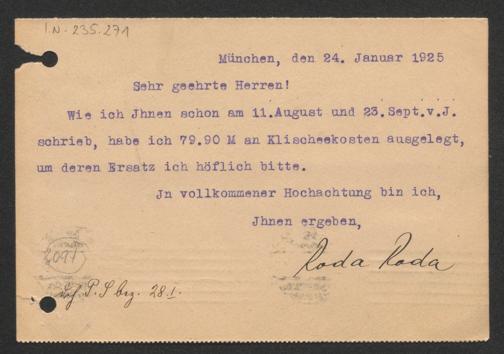 I.N. 235.271
München, den 24. Januar 1925
Sehr geehrte Herren!
Wie ich Jhnen schon am 11.August und 23.Sept.v.J.
schrieb, habe ich 79.90 M an Klischeekosten ausgelegt,
um deren Ersatz ich höflich bitte.
Jn vollkommener Hochachtung bin ich,
Jhnen ergeben,
Roda Roda
P.S. 28.I.